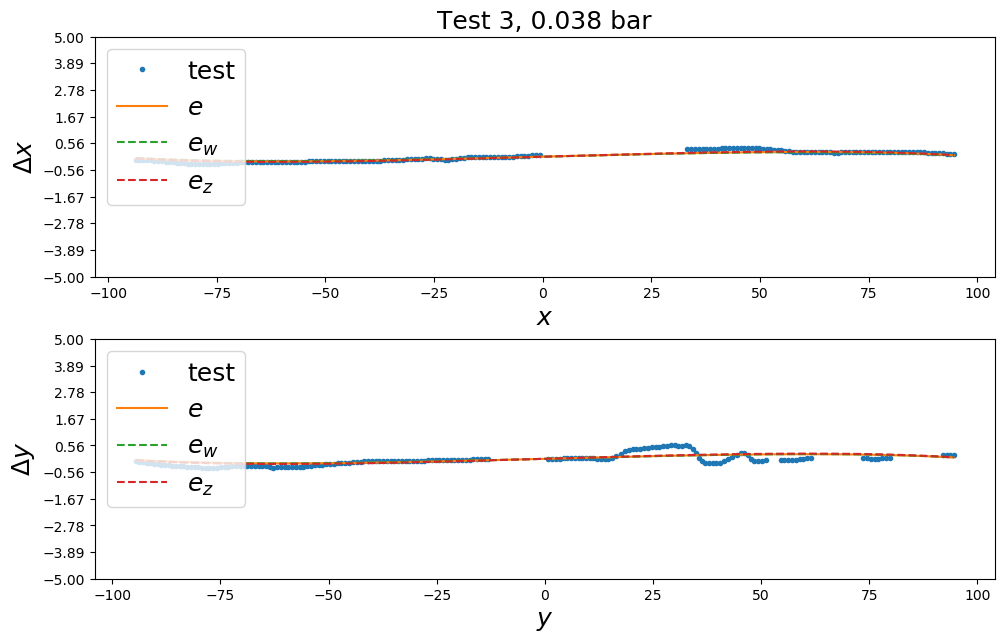 Test 3, 0.038 bar
5.00
3.89
2.78
1.67
0.56
−0.56
−1.67
−2.78
−3.89
−5.00
Δx
test
e
e_w
e_z
−100 −75 −50 −25 0 25 50 75 100
x
5.00
3.89
2.78
1.67
0.56
−0.56
−1.67
−2.78
−3.89
−5.00
Δy
test
e
e_w
e_z
−100 −75 −50 −25 0 25 50 75 100
y